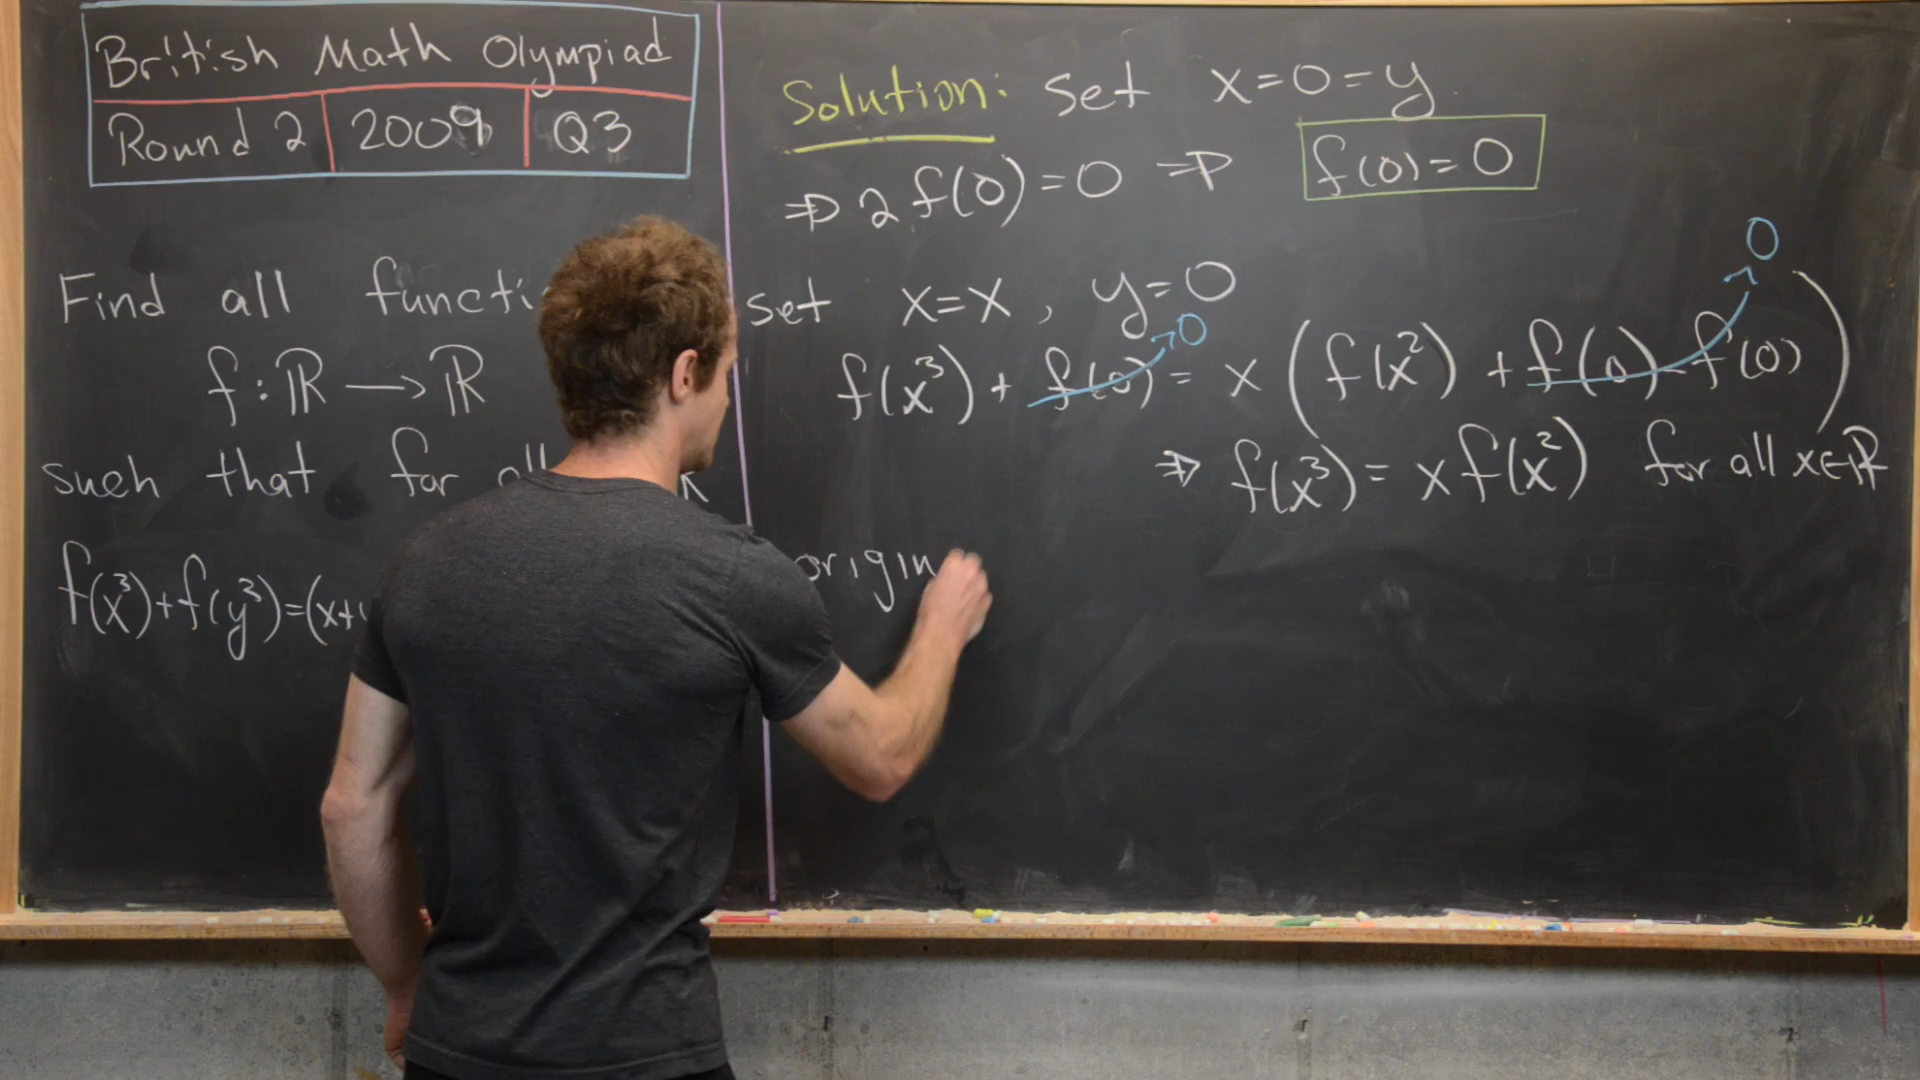 British Math Olympiad
Round 2 2009 Q3
Find all functi
f: ℝ → ℝ
such that for all
f(x³)+f(y³)=(x+
Solution: set x=0=y
⇒ 2f(0)=0 ⇒ f(0)=0
set x=x, y=0
0 0
f(x³) + f(0) = x (f(x²) + f(0) - f(0))
⇒ f(x³) = x f(x²) for all x∈ℝ
origin